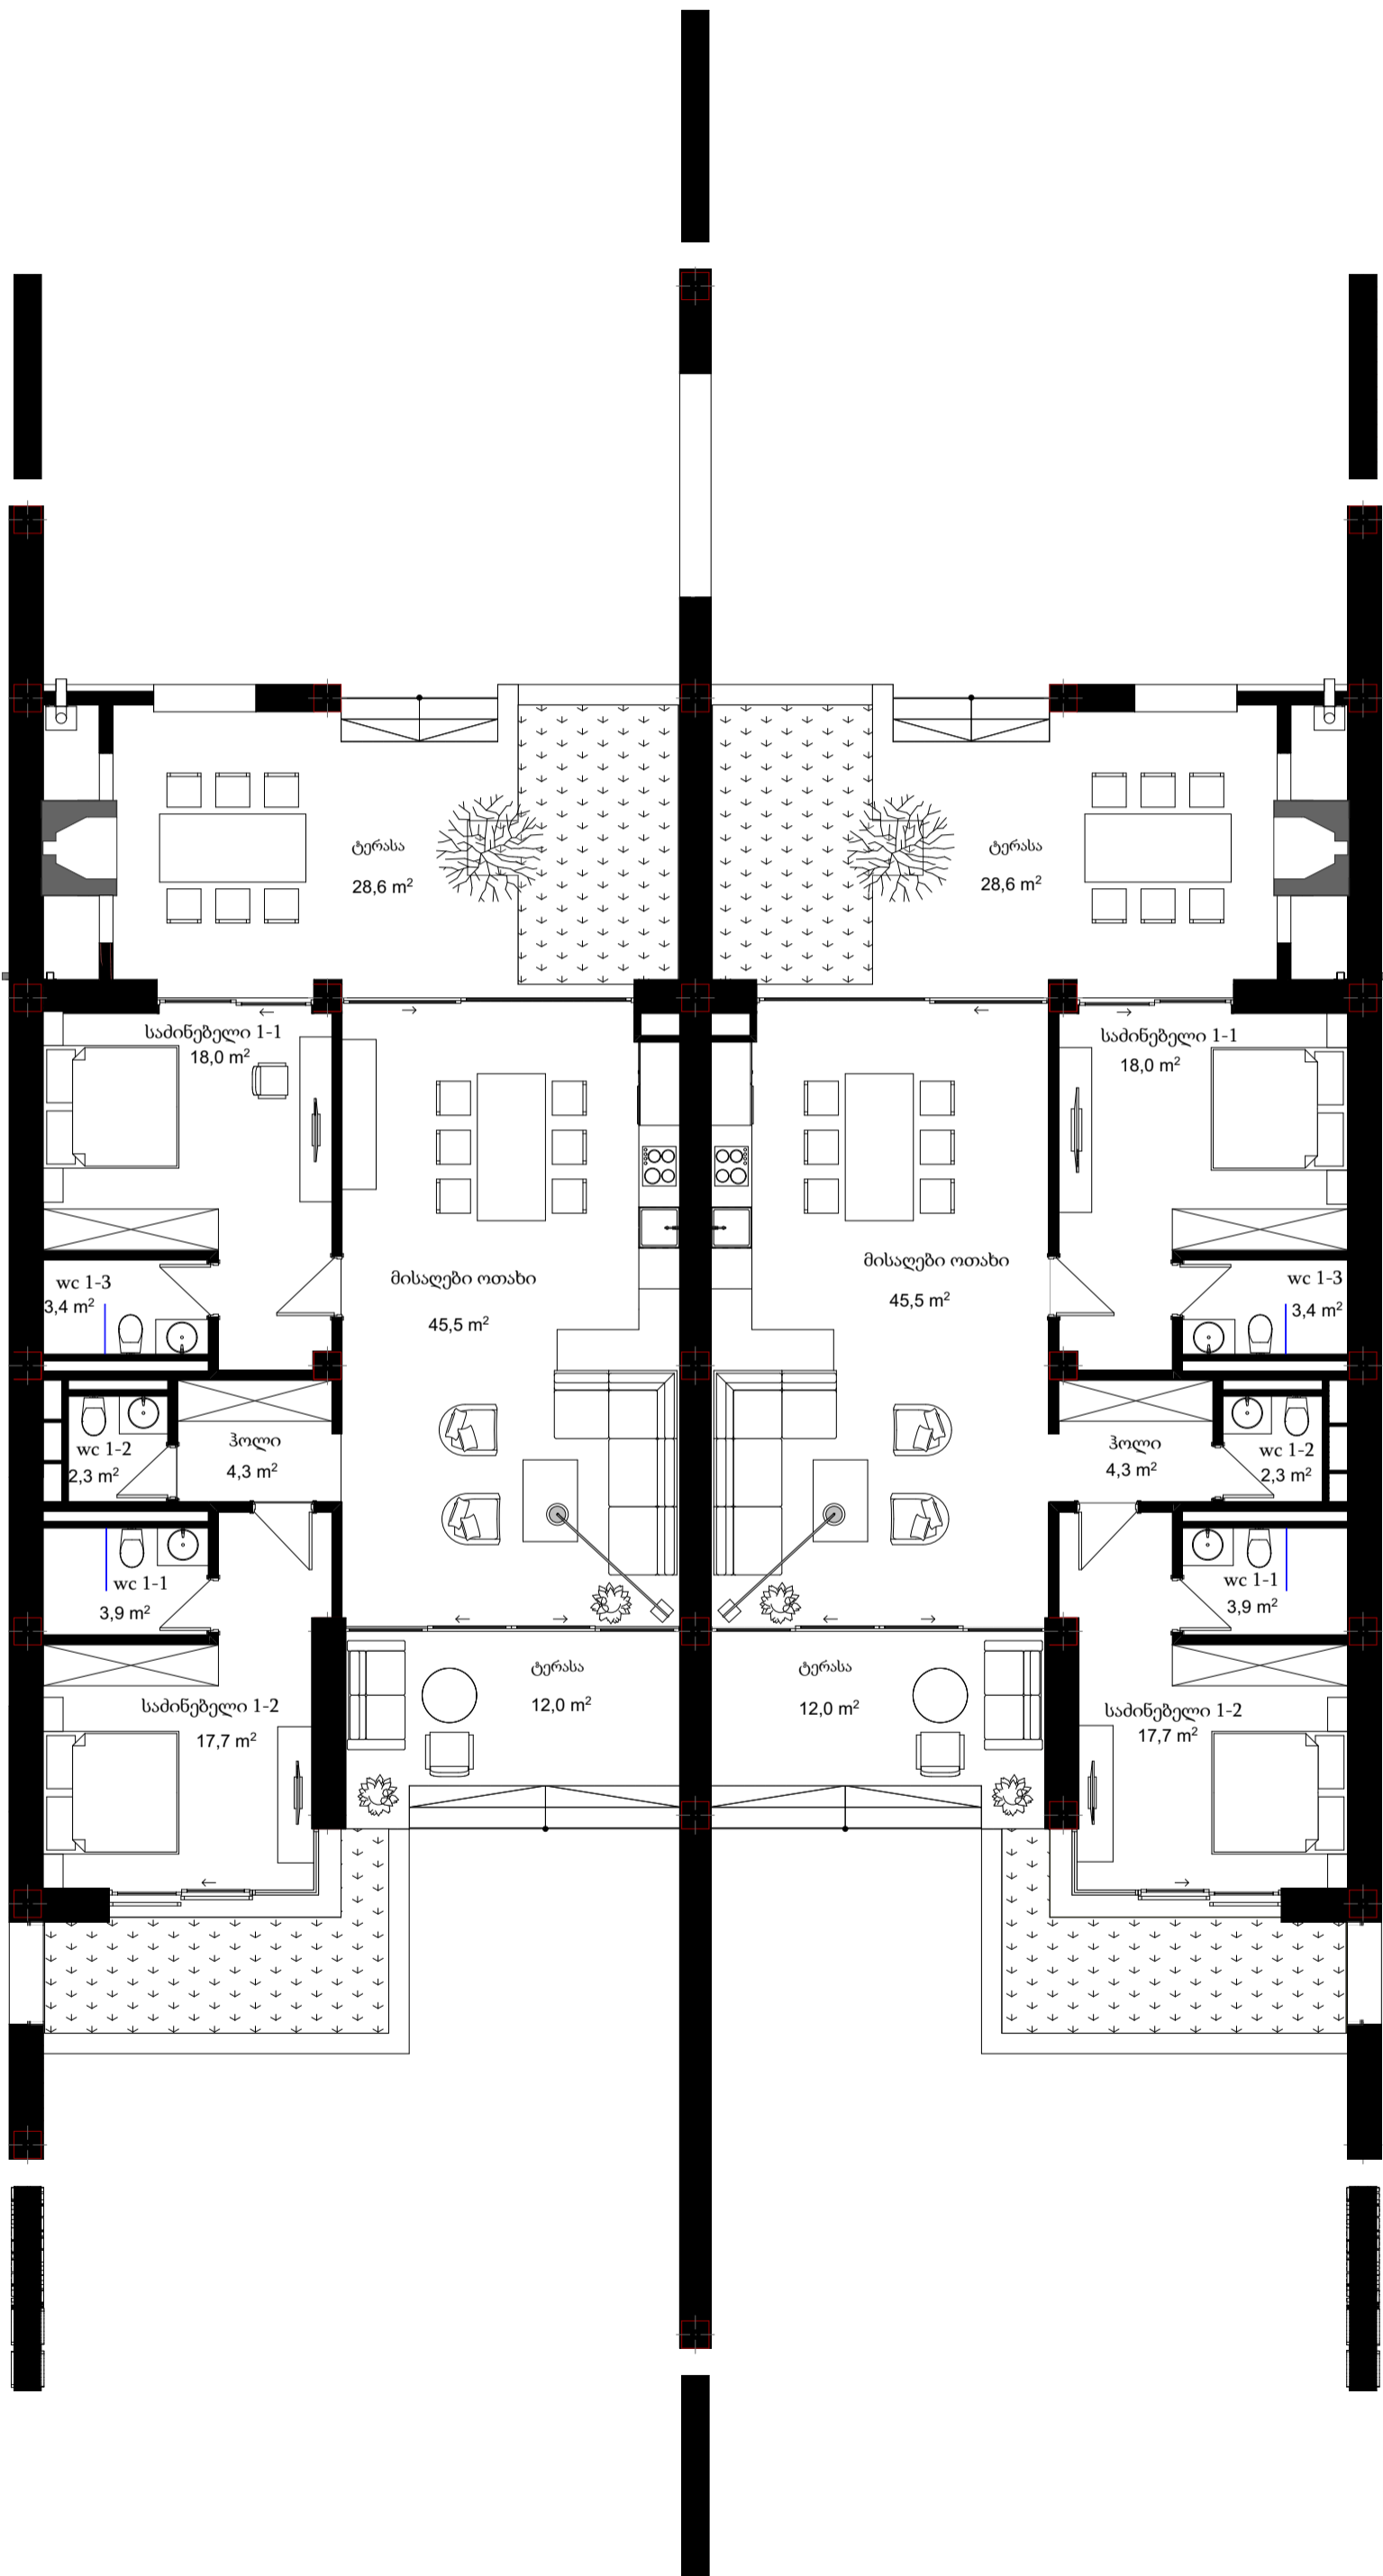 ტერასა
28,6 m²
ტერასა
28,6 m²
საძინებელი 1-1
18,0 m²
საძინებელი 1-1
18,0 m²
მისაღები ოთახი
45,5 m²
მისაღები ოთახი
45,5 m²
wc 1-3
3,4 m²
wc 1-3
3,4 m²
wc 1-2
2,3 m²
ჰოლი
4,3 m²
ჰოლი
4,3 m²
wc 1-2
2,3 m²
wc 1-1
3,9 m²
wc 1-1
3,9 m²
ტერასა
12,0 m²
ტერასა
12,0 m²
საძინებელი 1-2
17,7 m²
საძინებელი 1-2
17,7 m²